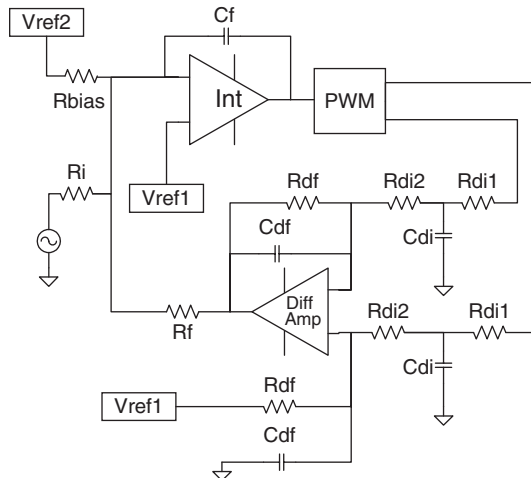 Vref2
Cf
Rbias
Int
PWM
Ri
Vref1
Rdf
Rdi2
Rdi1
Cdf
Cdi
Diff
Amp
Rf
Rdi2
Rdi1
Cdi
Rdf
Vref1
Cdf